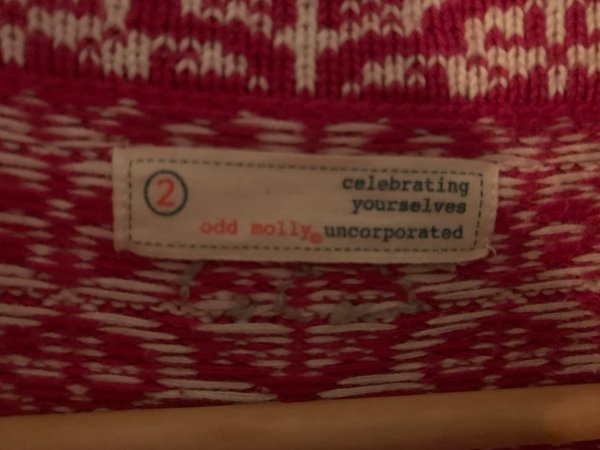 2
celebrating
yourselves
odd molly® uncorporated